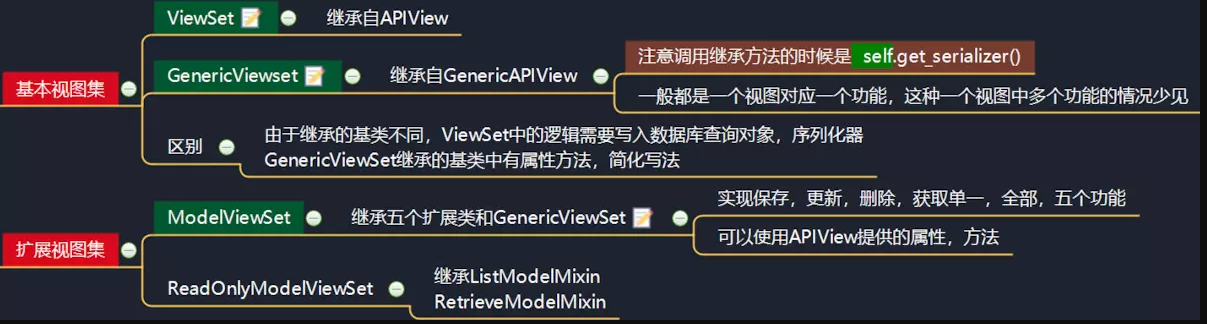 ViewSet
继承自APIView
基本视图集
GenericViewset
继承自GenericAPIView
注意调用继承方法的时候是 self.get_serializer()
一般都是一个视图对应一个功能，这种一个视图中多个功能的情况少见
区别
由于继承的基类不同，ViewSet中的逻辑需要写入数据库查询对象，序列化器
GenericViewSet继承的基类中有属性方法，简化写法
扩展视图集
ModelViewSet
继承五个扩展类和GenericViewSet
实现保存，更新，删除，获取单一，全部，五个功能
可以使用APIView提供的属性，方法
ReadOnlyModelViewSet
继承ListModelMixin
RetrieveModelMixin